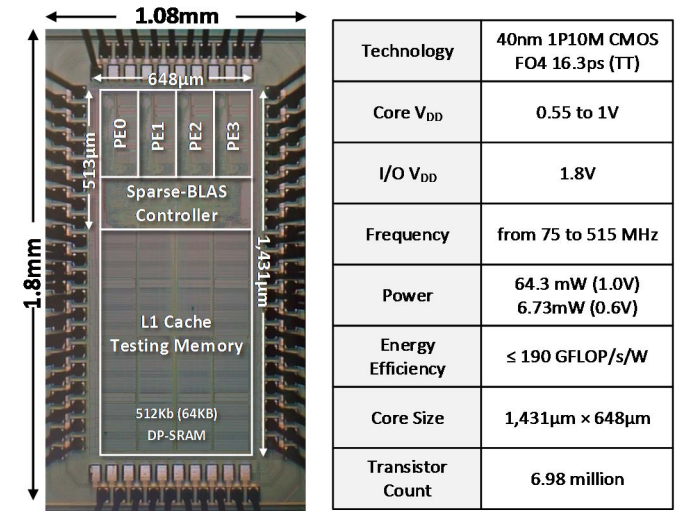 1.08mm
648µm
PE0
PE1
PE2
PE3
513µm
Sparse-BLAS
Controller
1.8mm
1,431µm
L1 Cache
Testing Memory
512Kb (64KB)
DP-SRAM
Technology
40nm 1P10M CMOS
FO4 16.3ps (TT)
Core VDD
0.55 to 1V
I/O VDD
1.8V
Frequency
from 75 to 515 MHz
Power
64.3 mW (1.0V)
6.73mW (0.6V)
Energy
Efficiency
≤ 190 GFLOP/s/W
Core Size
1,431µm × 648µm
Transistor
Count
6.98 million